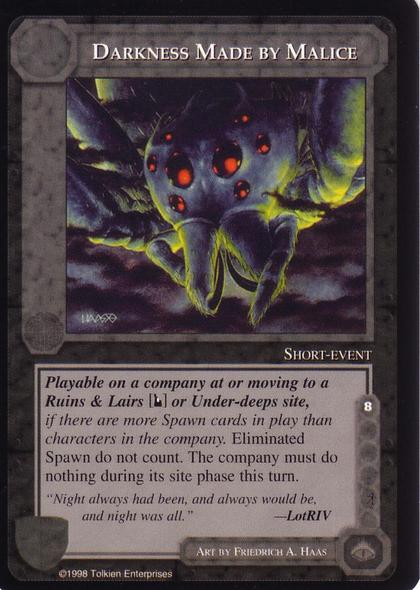 DARKNESS MADE BY MALICE
HAAS 98
SHORT-EVENT
Playable on a company at or moving to a
Ruins & Lairs [] or Under-deeps site,
if there are more Spawn cards in play than
characters in the company. Eliminated
Spawn do not count. The company must do
nothing during its site phase this turn.
8
"Night always had been, and always would be,
and night was all." —LotRIV
ART BY FRIEDRICH A. HAAS
©1998 Tolkien Enterprises